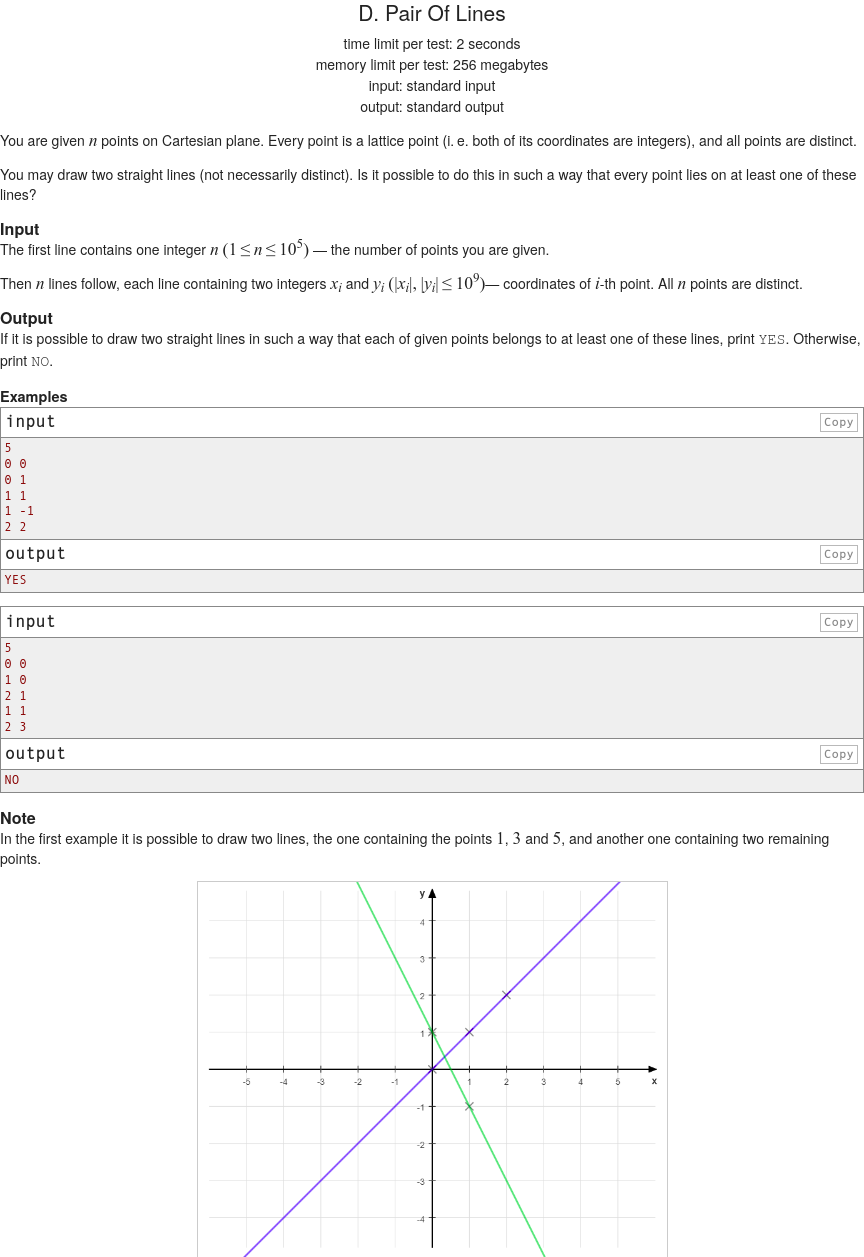 D. Pair Of Lines
time limit per test: 2 seconds
memory limit per test: 256 megabytes
input: standard input
output: standard output
You are given n points on Cartesian plane. Every point is a lattice point (i. e. both of its coordinates are integers), and all points are distinct.
You may draw two straight lines (not necessarily distinct). Is it possible to do this in such a way that every point lies on at least one of these
lines?
Input
The first line contains one integer n (1 ≤ n ≤ 10^5) — the number of points you are given.
Then n lines follow, each line containing two integers x_i and y_i (|x_i|, |y_i| ≤ 10^9)— coordinates of i-th point. All n points are distinct.
Output
If it is possible to draw two straight lines in such a way that each of given points belongs to at least one of these lines, print YES. Otherwise,
print NO.
Examples
input Copy
5
0 0
0 1
1 1
1 -1
2 2
output Copy
YES
input Copy
5
0 0
1 0
2 1
1 1
2 3
output Copy
NO
Note
In the first example it is possible to draw two lines, the one containing the points 1, 3 and 5, and another one containing two remaining
points.
y
4
3
2
1
-5 -4 -3 -2 -1 1 2 3 4 5 x
-1
-2
-3
-4